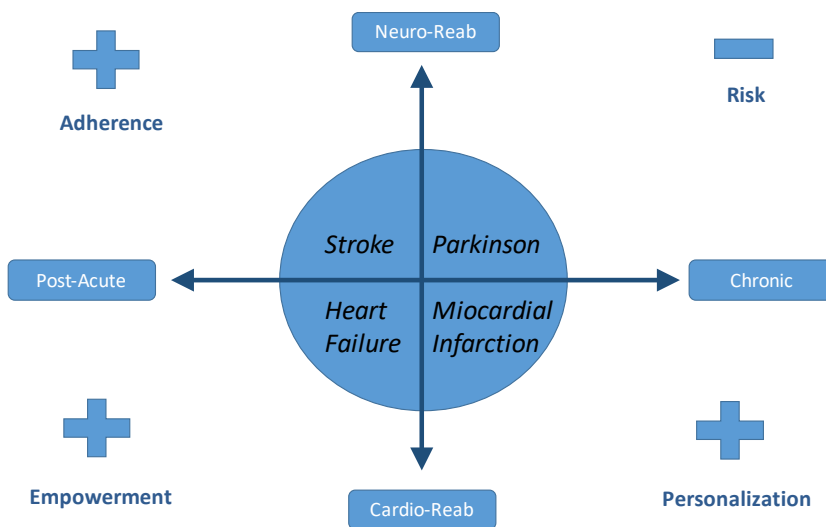 Neuro-Reab
Adherence
Risk
Stroke
Parkinson
Post-Acute
Chronic
Heart
Failure
Miocardial
Infarction
Empowerment
Personalization
Cardio-Reab